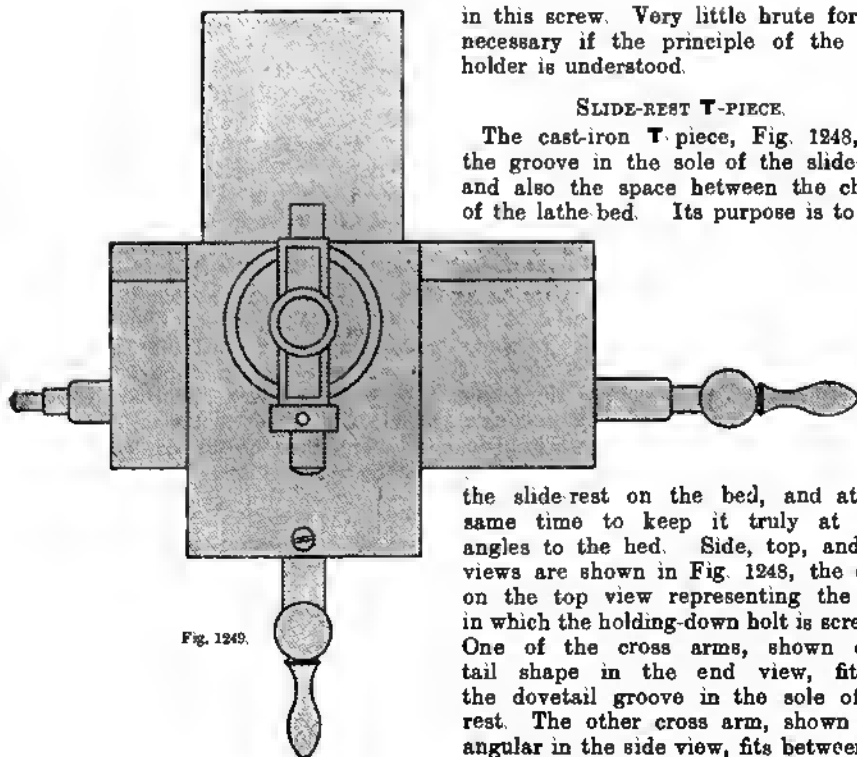 in this screw. Very little brute for
necessary if the principle of the
holder is understood.
SLIDE-REST T-PIECE.
The cast-iron T piece, Fig. 1248,
the groove in the sole of the slide-
and also the space between the ch
of the lathe bed. Its purpose is to
the slide-rest on the bed, and at
same time to keep it truly at
angles to the bed. Side, top, and
views are shown in Fig. 1248, the
on the top view representing the
in which the holding-down bolt is scre
One of the cross arms, shown
tail shape in the end view, fit
the dovetail groove in the sole of
rest. The other cross arm, shown
angular in the side view, fits between
Fig. 1249.